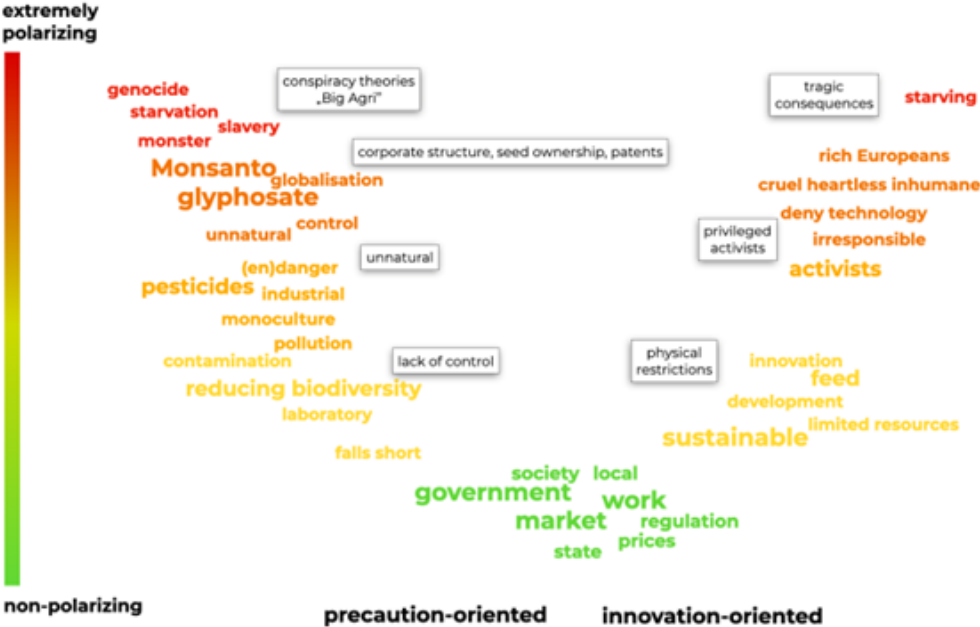 extremely
polarizing
genocide
conspiracy theories
„Big Agri”
tragic
consequences
starving
starvation
slavery
monster
corporate structure, seed ownership, patents
rich Europeans
Monsanto
globalisation
cruel heartless inhumane
glyphosate
deny technology
control
unnatural
privileged
activists
irresponsible
unnatural
(en)danger
activists
pesticides
industrial
monoculture
pollution
contamination
lack of control
physical
restrictions
innovation
feed
reducing biodiversity
development
laboratory
limited resources
sustainable
falls short
society
local
government
work
market
regulation
prices
state
non-polarizing
precaution-oriented
innovation-oriented